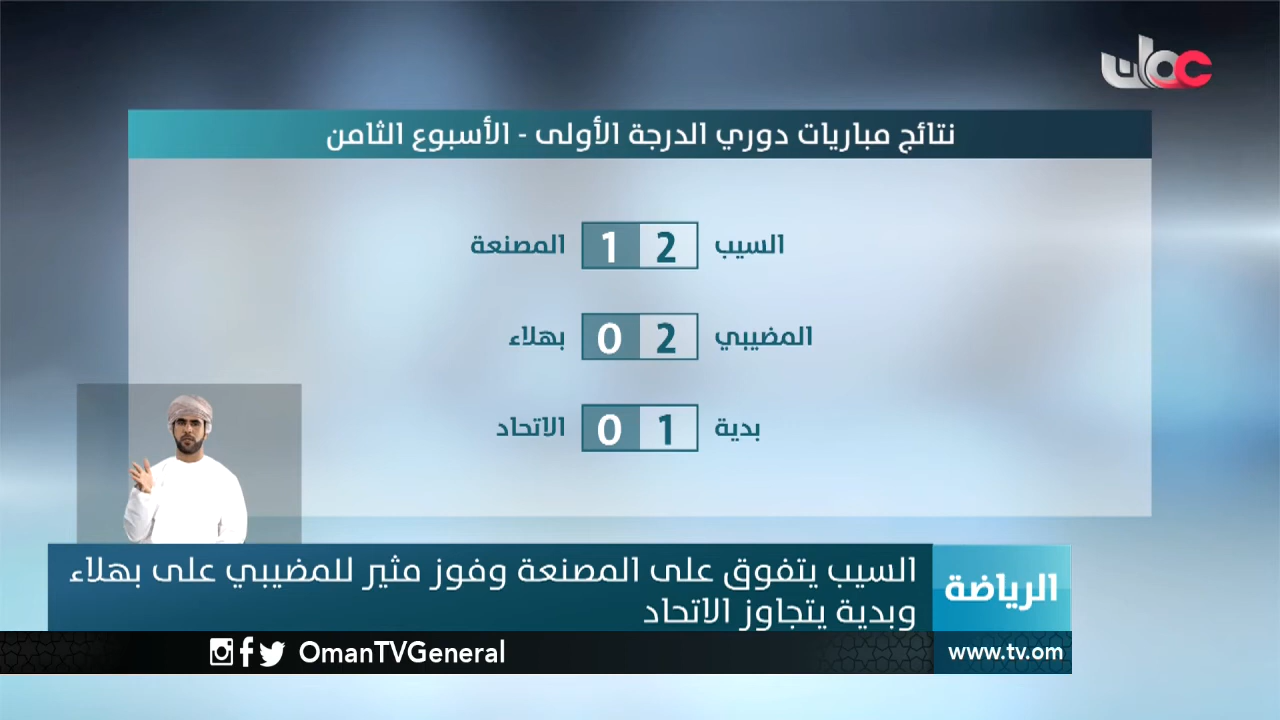 عمان
نتائج مباريات دوري الدرجة الأولى - الأسبوع الثامن
السيب 2 1 المصنعة
المضيبي 2 0 بهلاء
بدية 1 0 الاتحاد
الرياضة
السيب يتفوق على المصنعة وفوز مثير للمضيبي على بهلاء
وبدية يتجاوز الاتحاد
OmanTVGeneral
www.tv.om